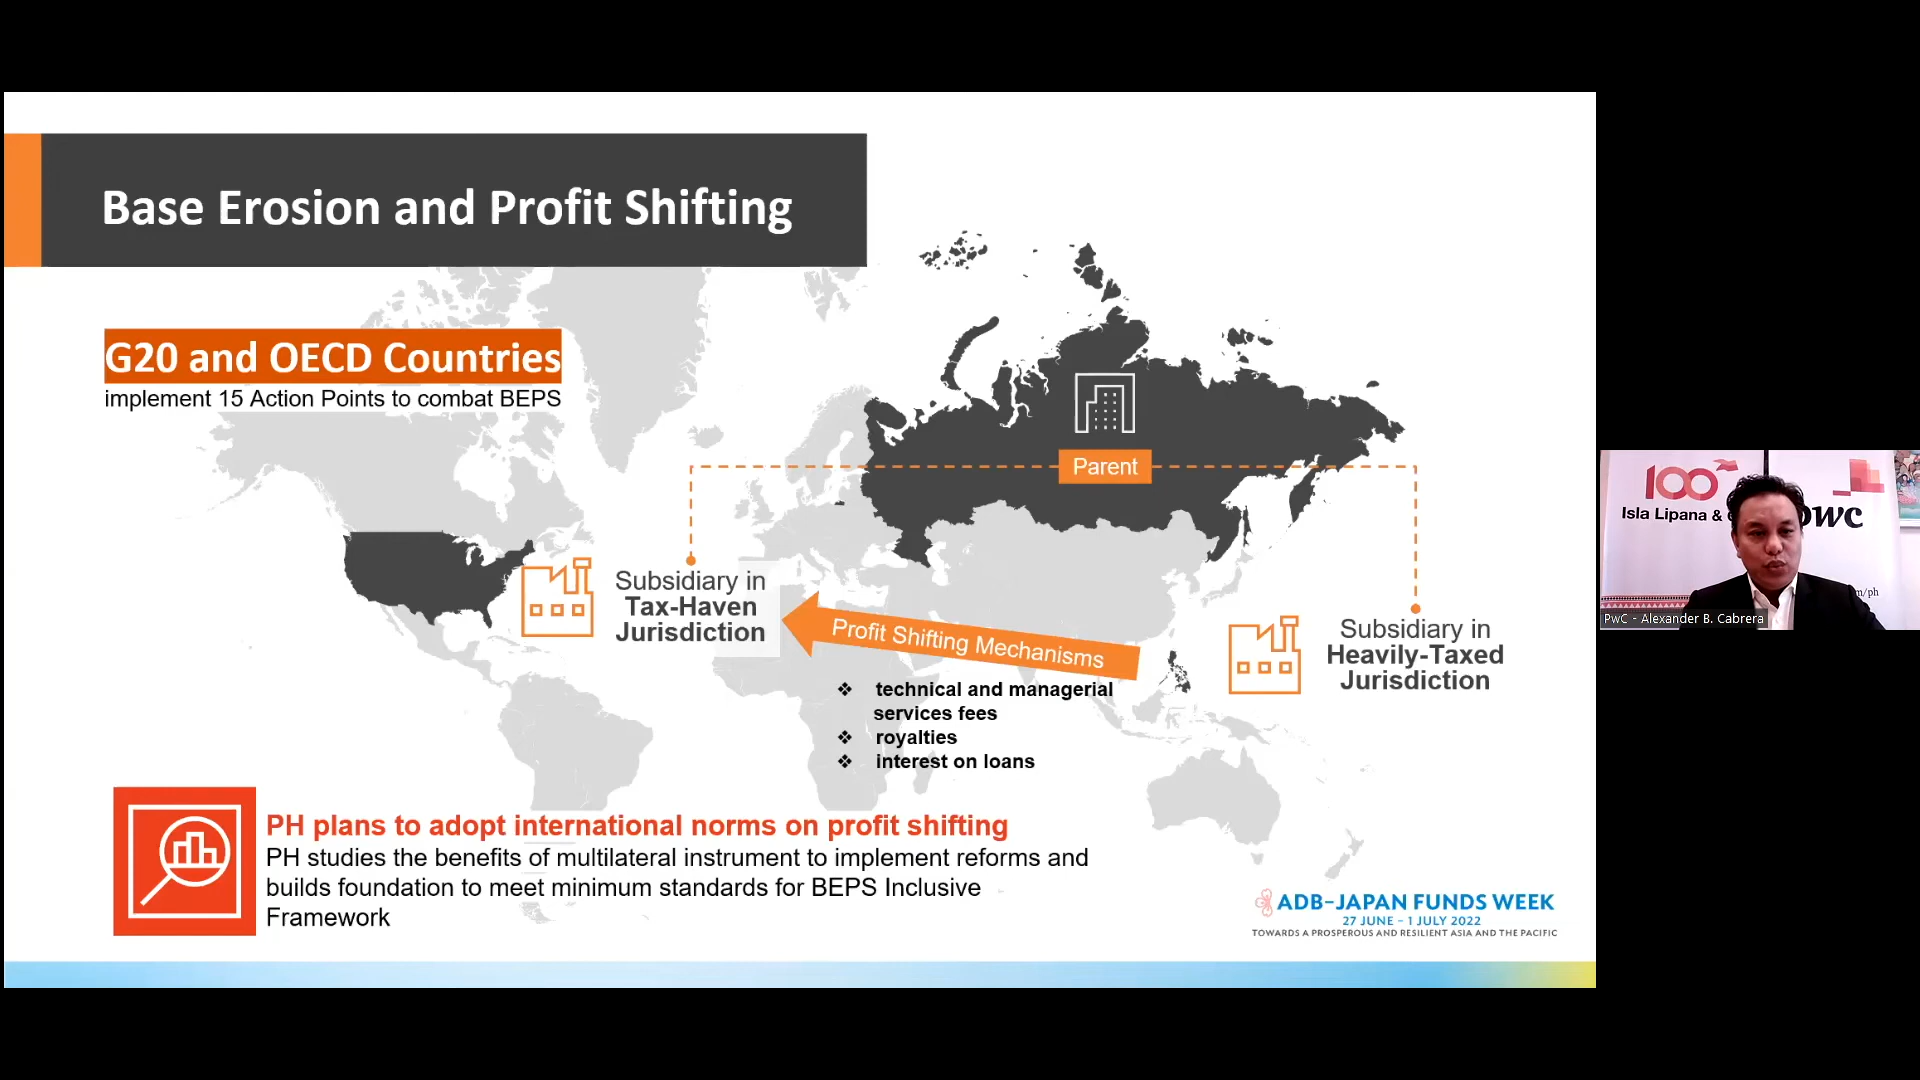 Base Erosion and Profit Shifting
G20 and OECD Countries
implement 15 Action Points to combat BEPS
Parent
Subsidiary in
Tax-Haven
Jurisdiction
Profit Shifting Mechanisms
❖ technical and managerial
services fees
❖ royalties
❖ interest on loans
Subsidiary in
Heavily-Taxed
Jurisdiction
PH plans to adopt international norms on profit shifting
PH studies the benefits of multilateral instrument to implement reforms and
builds foundation to meet minimum standards for BEPS Inclusive
Framework
ADB-JAPAN FUNDS WEEK
27 JUNE – 1 JULY 2022
TOWARDS A PROSPEROUS AND RESILIENT ASIA AND THE PACIFIC
100
Isla Lipana &
pwc
m/ph
PwC - Alexander B. Cabrera